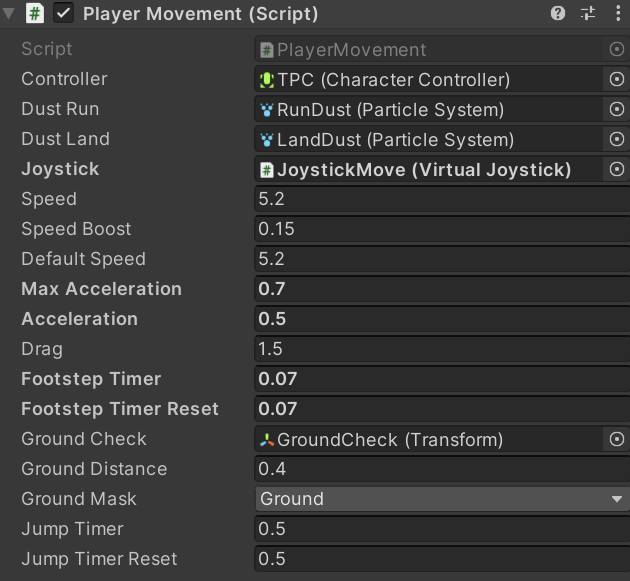 Player Movement (Script)
Script PlayerMovement
Controller TPC (Character Controller)
Dust Run RunDust (Particle System)
Dust Land LandDust (Particle System)
Joystick JoystickMove (Virtual Joystick)
Speed 5.2
Speed Boost 0.15
Default Speed 5.2
Max Acceleration 0.7
Acceleration 0.5
Drag 1.5
Footstep Timer 0.07
Footstep Timer Reset 0.07
Ground Check GroundCheck (Transform)
Ground Distance 0.4
Ground Mask Ground
Jump Timer 0.5
Jump Timer Reset 0.5